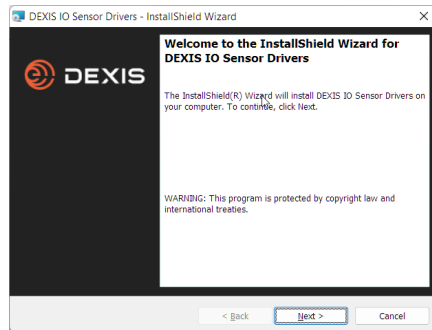 DEXIS IO Sensor Drivers - InstallShield Wizard
DEXIS
Welcome to the InstallShield Wizard for
DEXIS IO Sensor Drivers
The InstallShield(R) Wizard will install DEXIS IO Sensor Drivers on
your computer. To continue, click Next.
WARNING: This program is protected by copyright law and
international treaties.
< Back
Next >
Cancel